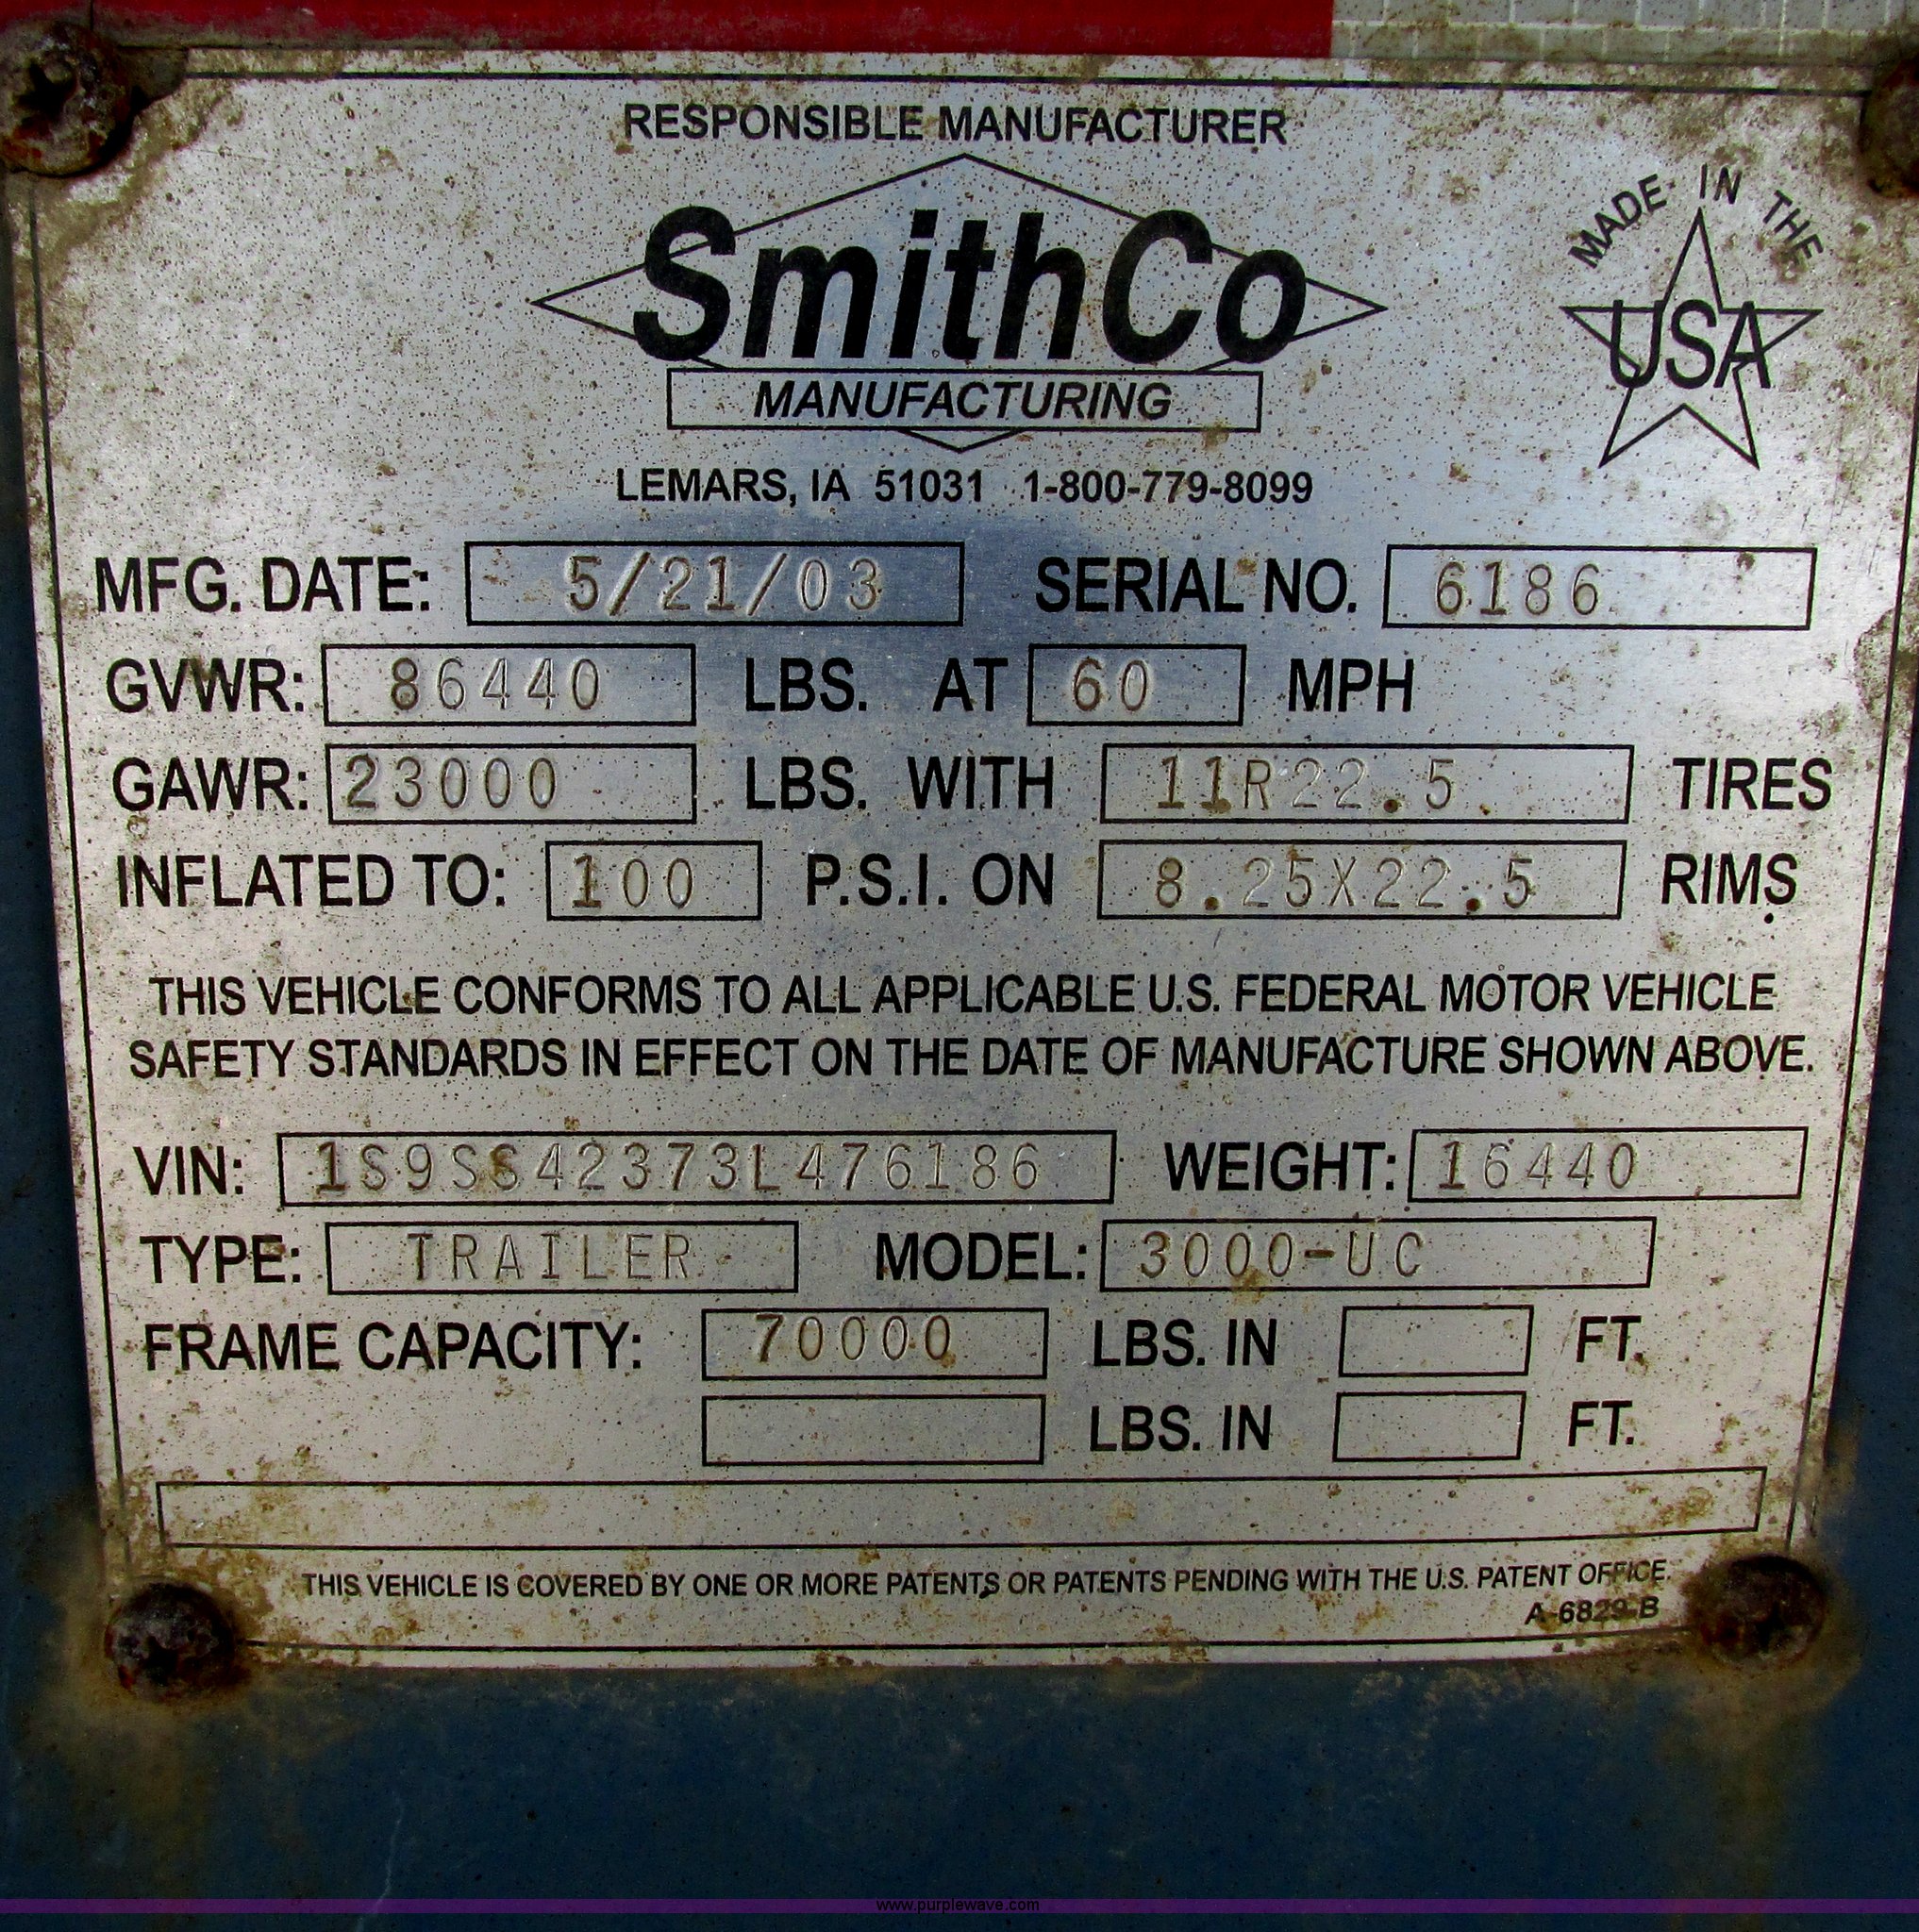 RESPONSIBLE MANUFACTURER
MADE IN THE
USA
SmithCo
MANUFACTURING
LEMARS, IA 51031 1-800-779-8099
MFG. DATE: 5/21/03 SERIAL NO. 6186
GVWR: 86440 LBS. AT 60 MPH
GAWR: 23000 LBS. WITH 11R22.5 TIRES
INFLATED TO: 100 P.S.I. ON 8.25X22.5 RIMS
THIS VEHICLE CONFORMS TO ALL APPLICABLE U.S. FEDERAL MOTOR VEHICLE
SAFETY STANDARDS IN EFFECT ON THE DATE OF MANUFACTURE SHOWN ABOVE.
VIN: 1S9SS42373L476186 WEIGHT: 16440
TYPE: TRAILER MODEL: 3000-UC
FRAME CAPACITY: 70000 LBS. IN FT.
LBS. IN FT.
THIS VEHICLE IS COVERED BY ONE OR MORE PATENTS OR PATENTS PENDING WITH THE U.S. PATENT OFFICE.
A-6829-B
www.purplewave.com